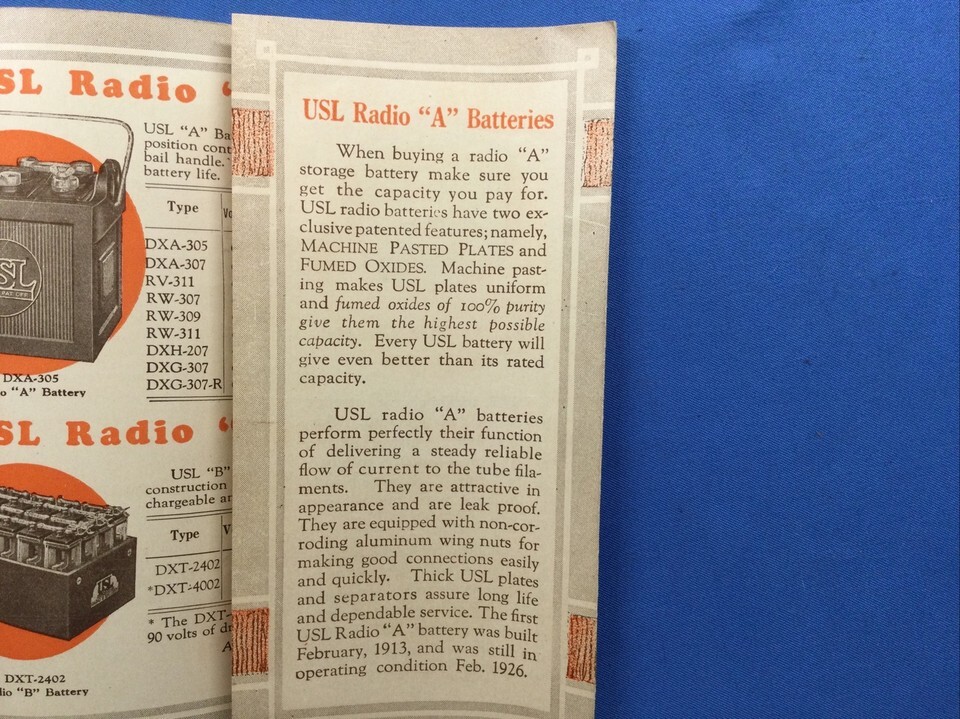 SL Radio “
USL “A” Ba
position cont
bail handle.
battery life.
Type
DXA-305
DXA-307
RV-311
RW-307
RW-309
RW-311
DXH-207
DXG-307
DXG-307-R
SL
DXA-305
o “A” Battery
SL Radio “
USL “B”
construction
chargeable an
Type
DXT-2402
*DXT-4002
* The DXT-
90 volts of d
A
USL
DXT-2402
dio “B” Battery
USL Radio “A” Batteries
When buying a radio “A”
storage battery make sure you
get the capacity you pay for.
USL radio batteries have two ex-
clusive patented features; namely,
MACHINE PASTED PLATES and
FUMED OXIDES. Machine past-
ing makes USL plates uniform
and fumed oxides of 100% purity
give them the highest possible
capacity. Every USL battery will
give even better than its rated
capacity.
USL radio “A” batteries
perform perfectly their function
of delivering a steady reliable
flow of current to the tube fila-
ments. They are attractive in
appearance and are leak proof.
They are equipped with non-cor-
roding aluminum wing nuts for
making good connections easily
and quickly. Thick USL plates
and separators assure long life
and dependable service. The first
USL Radio “A” battery was built
February, 1913, and was still in
operating condition Feb. 1926.